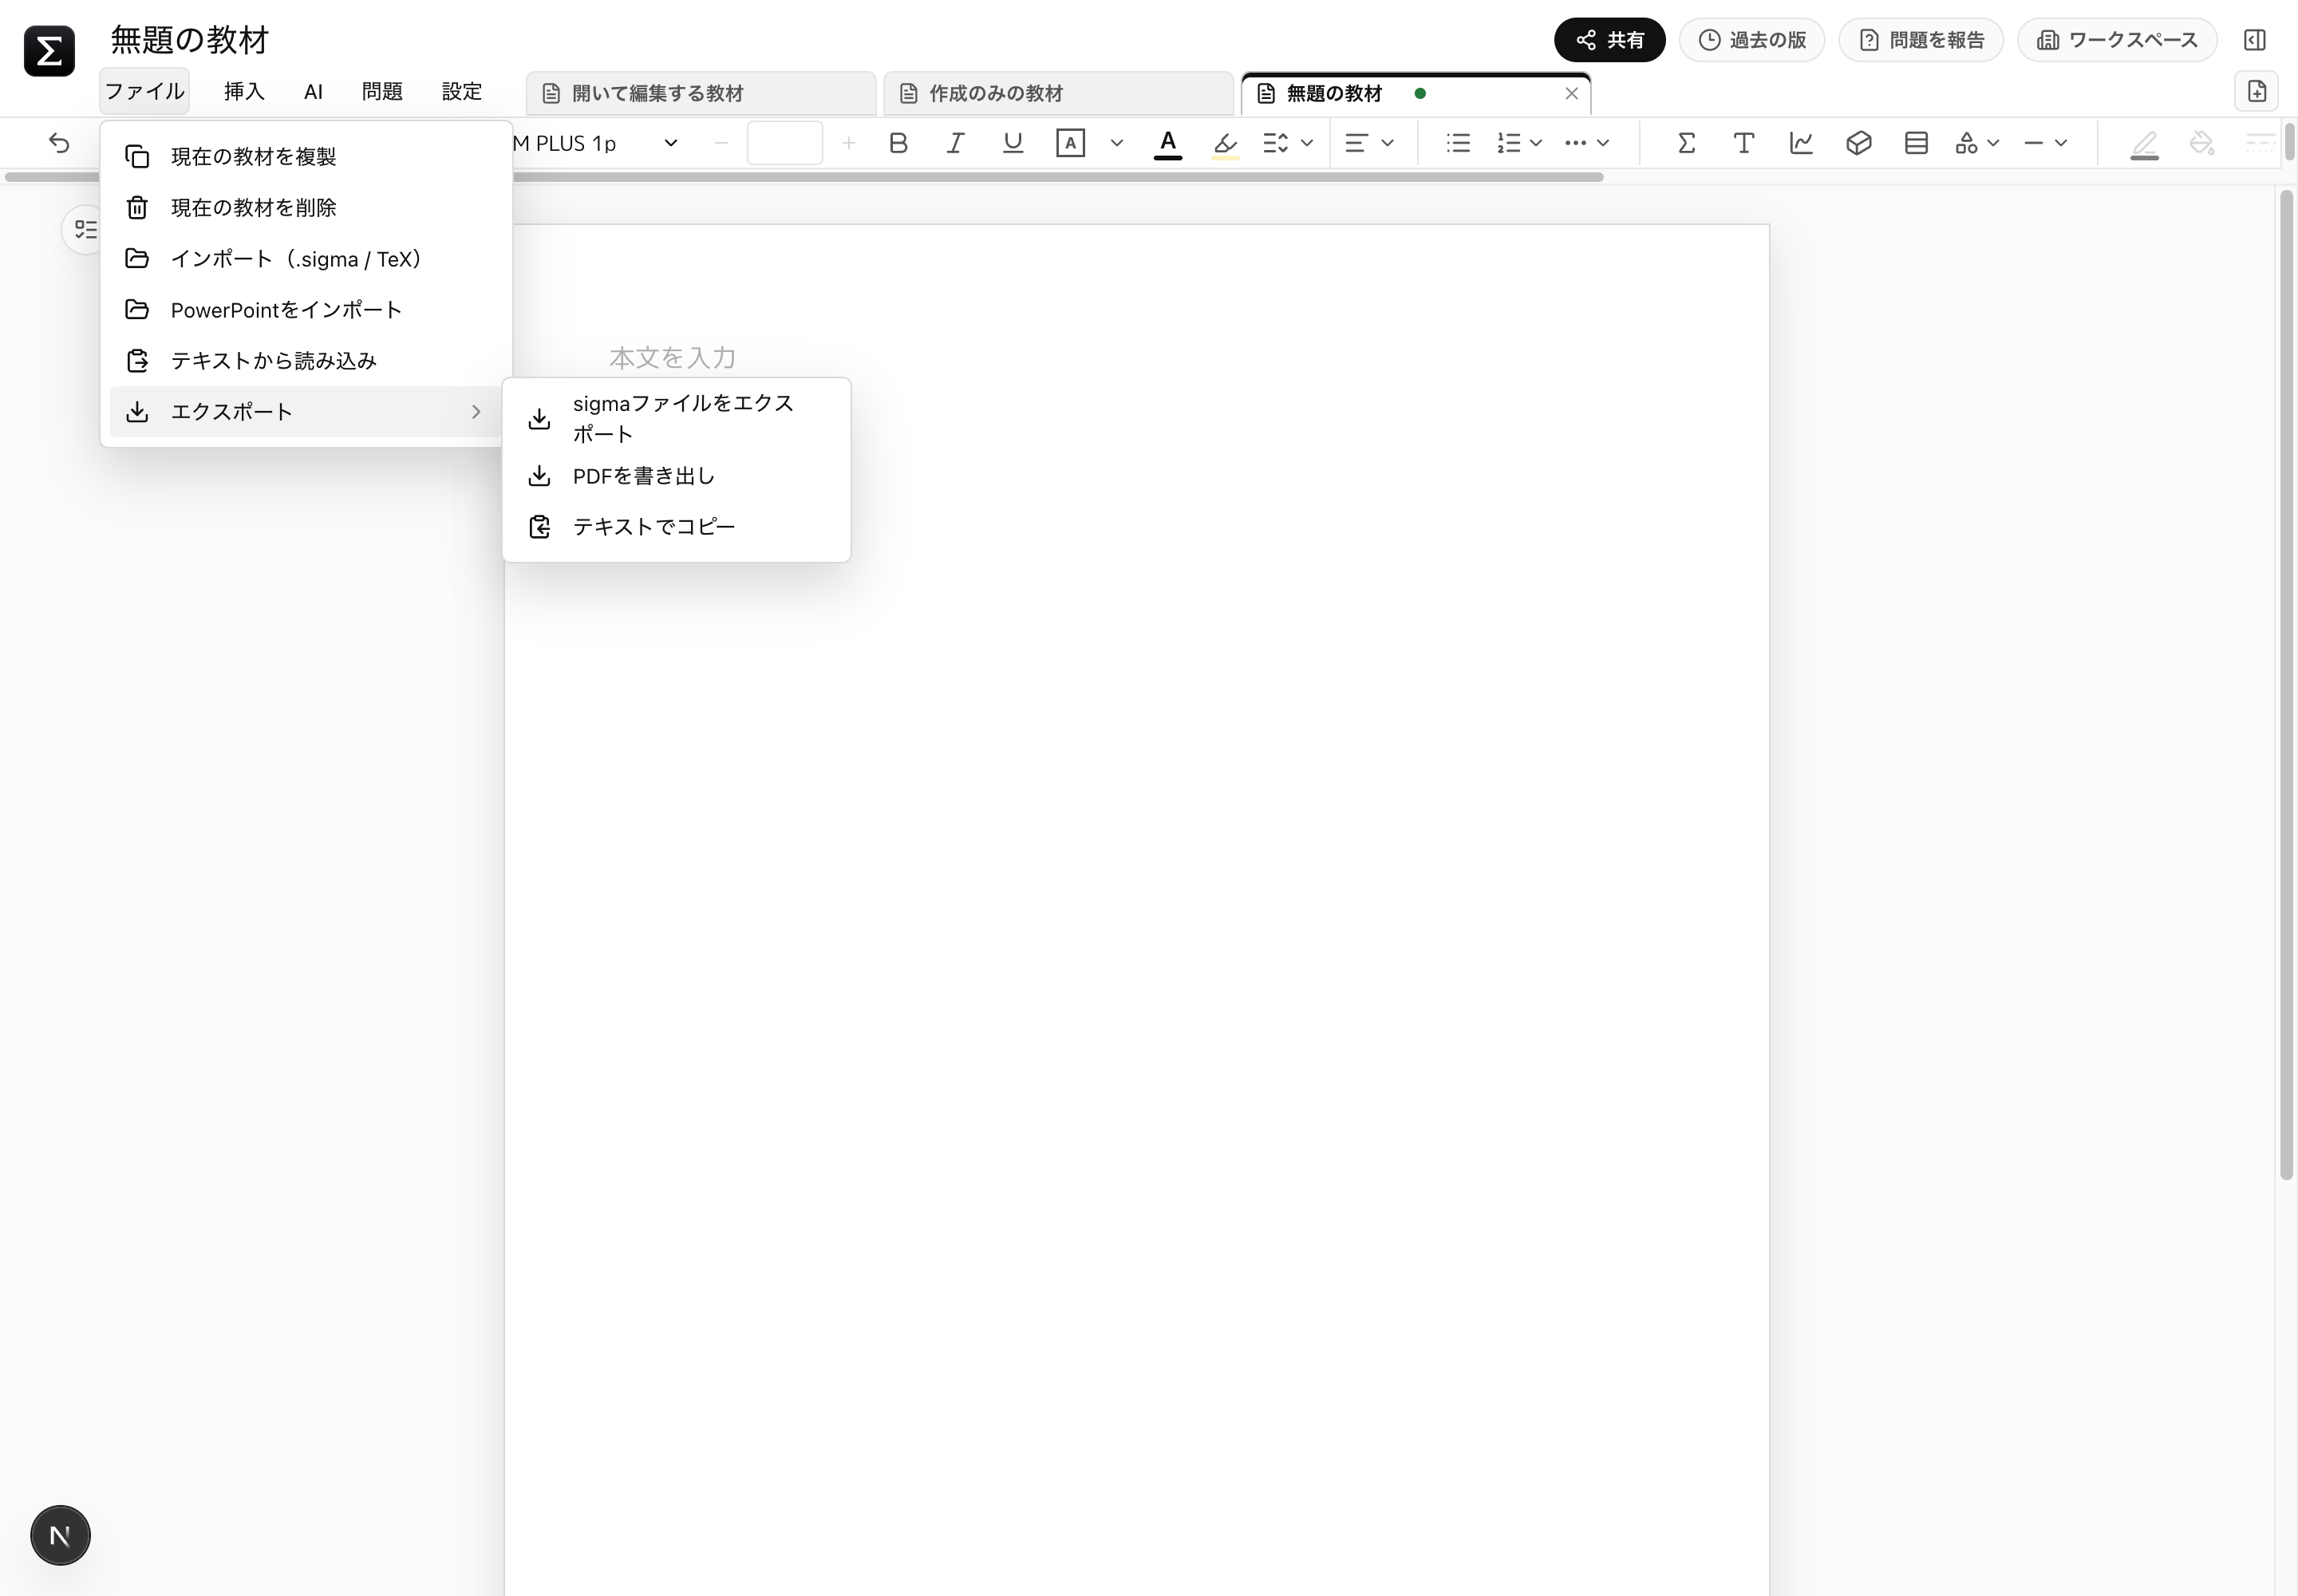 無題の教材
共有
過去の版
問題を報告
ワークスペース
ファイル
挿入
AI
問題
設定
開いて編集する教材
作成のみの教材
無題の教材
M PLUS 1p
現在の教材を複製
現在の教材を削除
インポート（.sigma / TeX）
PowerPointをインポート
テキストから読み込み
エクスポート
本文を入力
sigmaファイルをエクス
ポート
PDFを書き出し
テキストでコピー